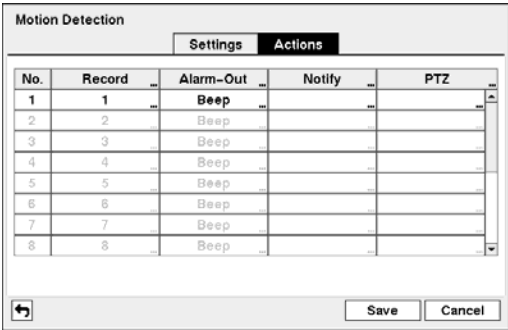 Motion Detection
Settings Actions
No. Record ... Alarm-Out ... Notify ... PTZ ...
1 1 ... Beep ... ... ...
2 2 ... Beep ... ... ...
3 3 ... Beep ... ... ...
4 4 ... Beep ... ... ...
5 5 ... Beep ... ... ...
6 6 ... Beep ... ... ...
7 7 ... Beep ... ... ...
8 8 ... Beep ... ... ...
Save Cancel